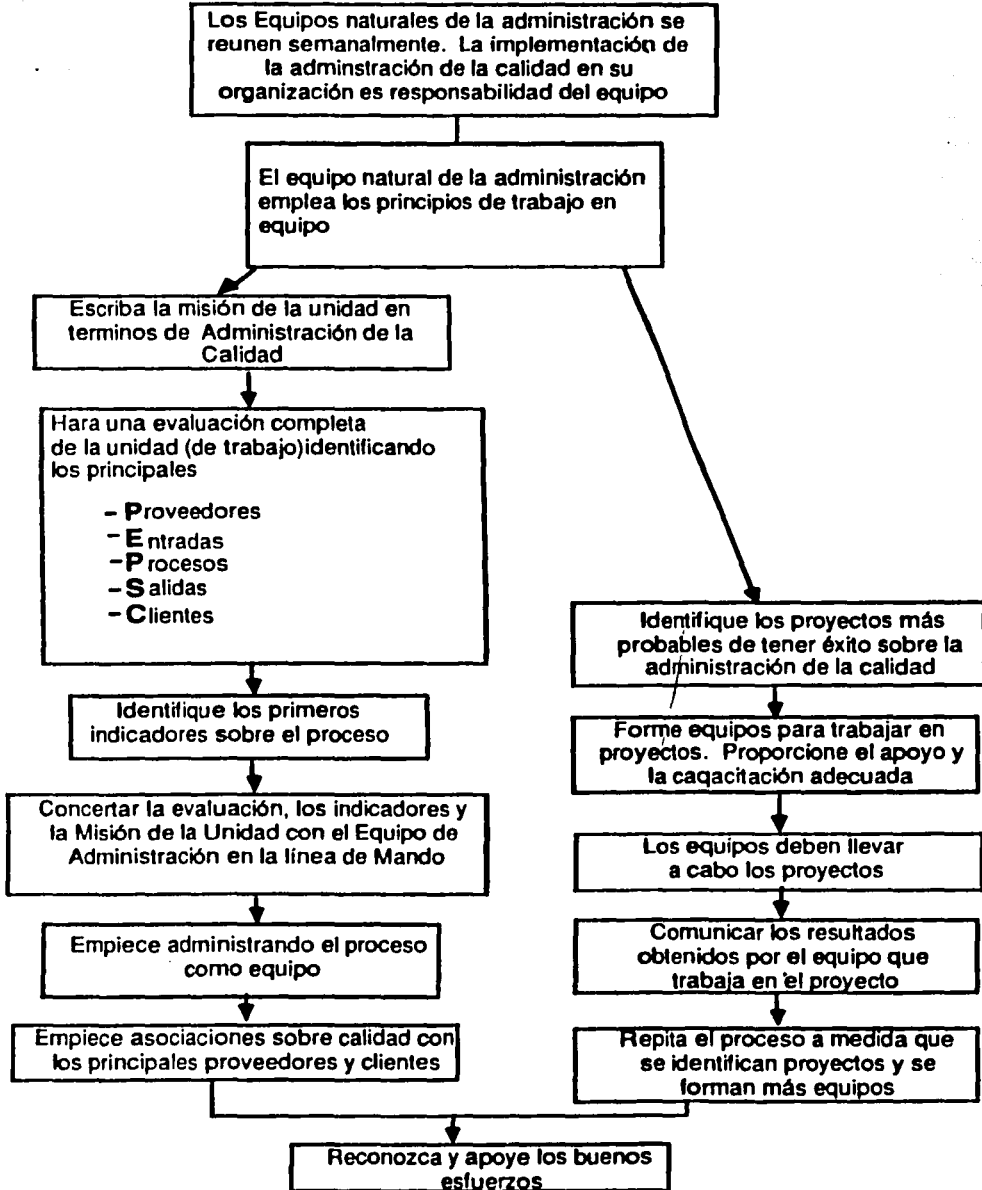 Los Equipos naturales de la administración se
reunen semanalmente. La implementación de
la adminstración de la calidad en su
organización es responsabilidad del equipo
El equipo natural de la administración
emplea los principios de trabajo en
equipo
Escriba la misión de la unidad en
terminos de Administración de la
Calidad
Hara una evaluación completa
de la unidad (de trabajo)identificando
los principales
- Proveedores
- Entradas
- Procesos
- Salidas
- Clientes
Identifique los primeros
indicadores sobre el proceso
Concertar la evaluación, los indicadores y
la Misión de la Unidad con el Equipo de
Administración en la línea de Mando
Empiece administrando el proceso
como equipo
Empiece asociaciones sobre calidad con
los principales proveedores y clientes
Identifique los proyectos más
probables de tener éxito sobre la
administración de la calidad
Forme equipos para trabajar en
proyectos. Proporcione el apoyo y
la caqacitación adecuada
Los equipos deben llevar
a cabo los proyectos
Comunicar los resultados
obtenidos por el equipo que
trabaja en el proyecto
Repita el proceso a medida que
se identifican proyectos y se
forman más equipos
Reconozca y apoye los buenos
esfuerzos